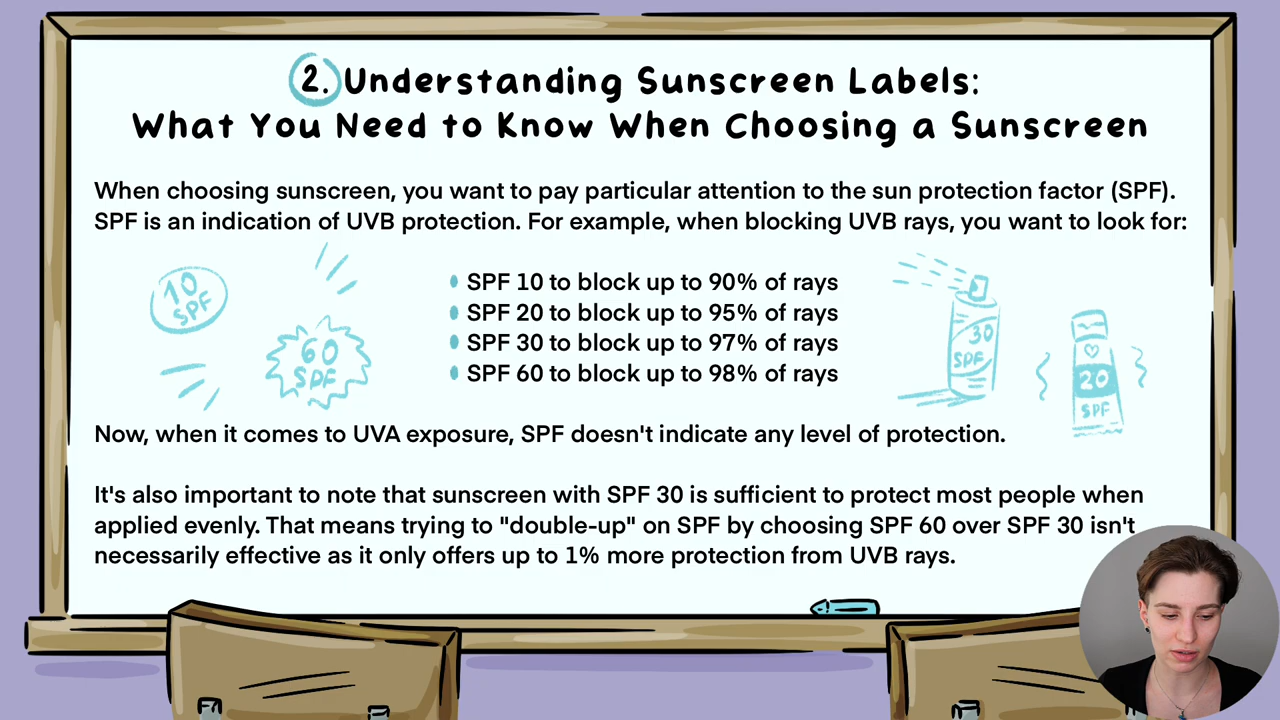 2. Understanding Sunscreen Labels:
What You Need to Know When Choosing a Sunscreen
When choosing sunscreen, you want to pay particular attention to the sun protection factor (SPF).
SPF is an indication of UVB protection. For example, when blocking UVB rays, you want to look for:
10
SPF
60
SPF
• SPF 10 to block up to 90% of rays
• SPF 20 to block up to 95% of rays
• SPF 30 to block up to 97% of rays
• SPF 60 to block up to 98% of rays
30
SPF
20
SPF
Now, when it comes to UVA exposure, SPF doesn't indicate any level of protection.
It's also important to note that sunscreen with SPF 30 is sufficient to protect most people when
applied evenly. That means trying to "double-up" on SPF by choosing SPF 60 over SPF 30 isn't
necessarily effective as it only offers up to 1% more protection from UVB rays.